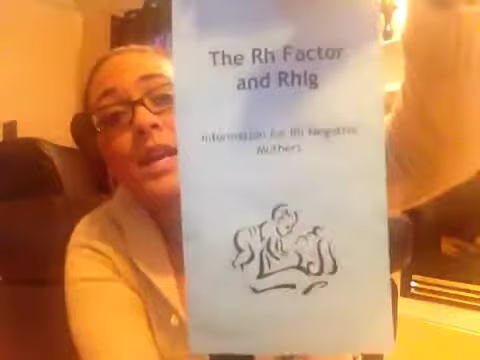 The Rh Factor
and RhIg
Information for Rh Negative
Mothers